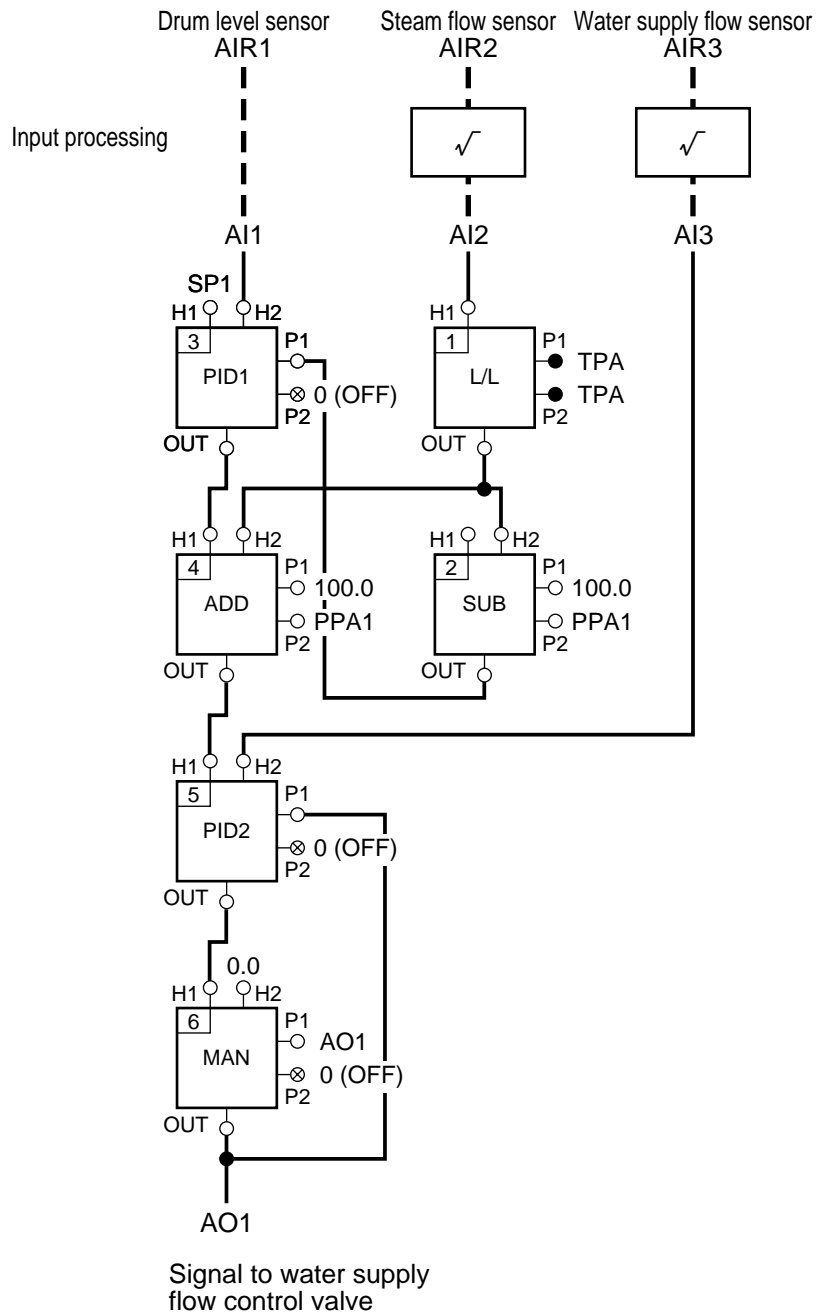 Drum level sensor Steam flow sensor Water supply flow sensor
AIR1 AIR2 AIR3
Input processing √ √
AI1 AI2 AI3
SP1
H1 H2 H1
3 P1 1 P1 TPA
PID1 L/L
0 (OFF) TPA
P2 P2
OUT OUT
H1 H2 H1 H2
4 P1 2 P1
100.0 100.0
ADD SUB
PPA1 PPA1
P2 P2
OUT OUT
H1 H2
5 P1
PID2
0 (OFF)
P2
OUT
0.0
H1 H2
6 P1
AO1
MAN
0 (OFF)
P2
OUT
AO1
Signal to water supply
flow control valve